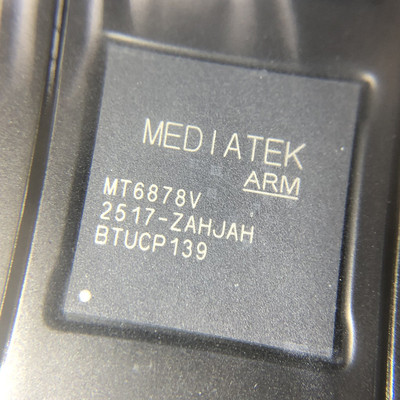 MEDIATEK
ARM
MT6878V
2517-ZAHJAH
BTUCP139